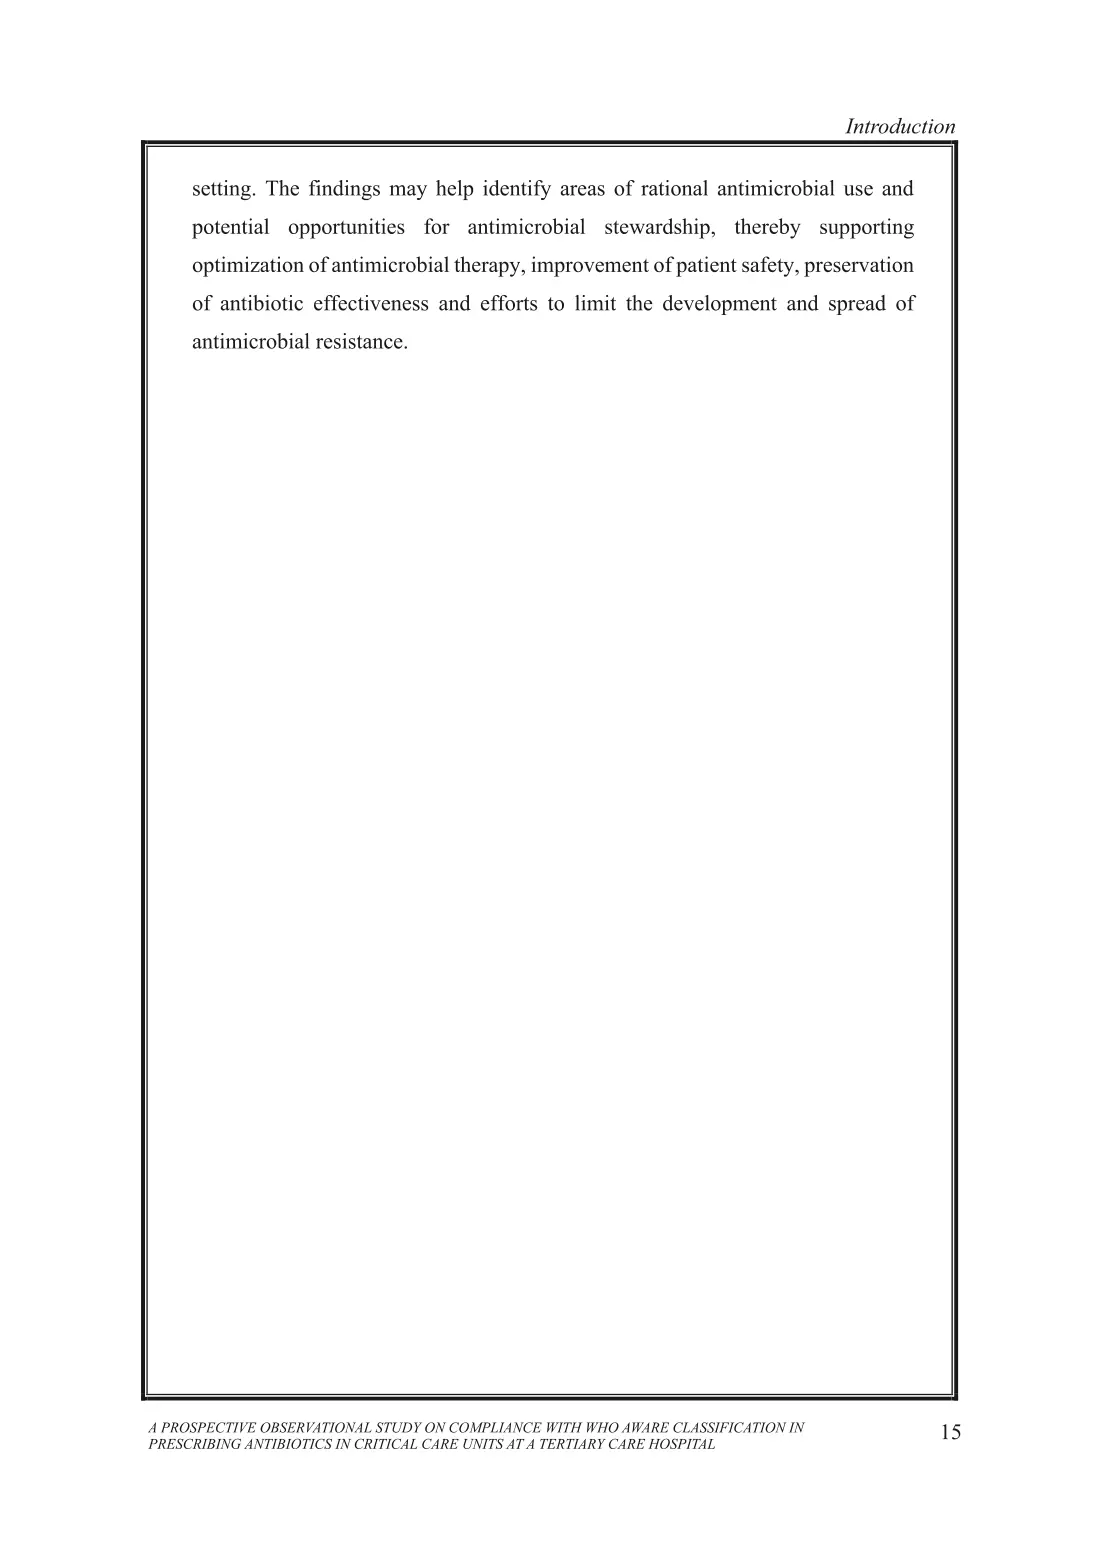 Introduction
setting. The findings may help identify areas of rational antimicrobial use and
potential opportunities for antimicrobial stewardship, thereby supporting
optimization of antimicrobial therapy, improvement of patient safety, preservation
of antibiotic effectiveness and efforts to limit the development and spread of
antimicrobial resistance.
A PROSPECTIVE OBSERVATIONAL STUDY ON COMPLIANCE WITH WHO AWARE CLASSIFICATION IN
PRESCRIBING ANTIBIOTICS IN CRITICAL CARE UNITS AT A TERTIARY CARE HOSPITAL
15